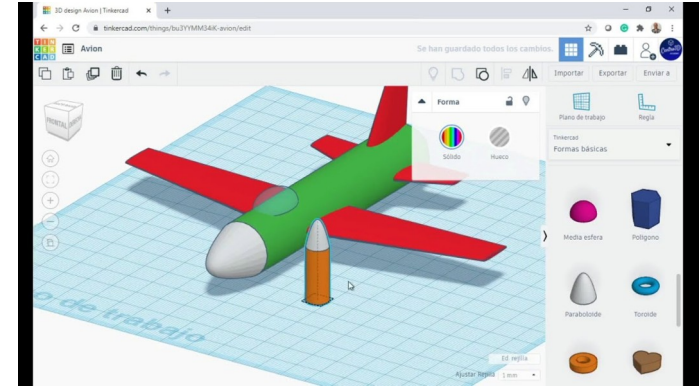 3D design Avion | Tinkercad
tinkercad.com/things/bu3YYMM34iK-avion/edit
TIN
KER
CAD
Avion
Se han guardado todos los cambios.
Importar
Exportar
Enviar a
Forma
Sólido
Hueco
Plano de trabajo
Regla
Tinkercad
Formas básicas
FRONTAL
Media esfera
Polígono
Paraboloide
Toroide
o de trabajo
Ed rejilla
Ajustar Rejilla
1 mm